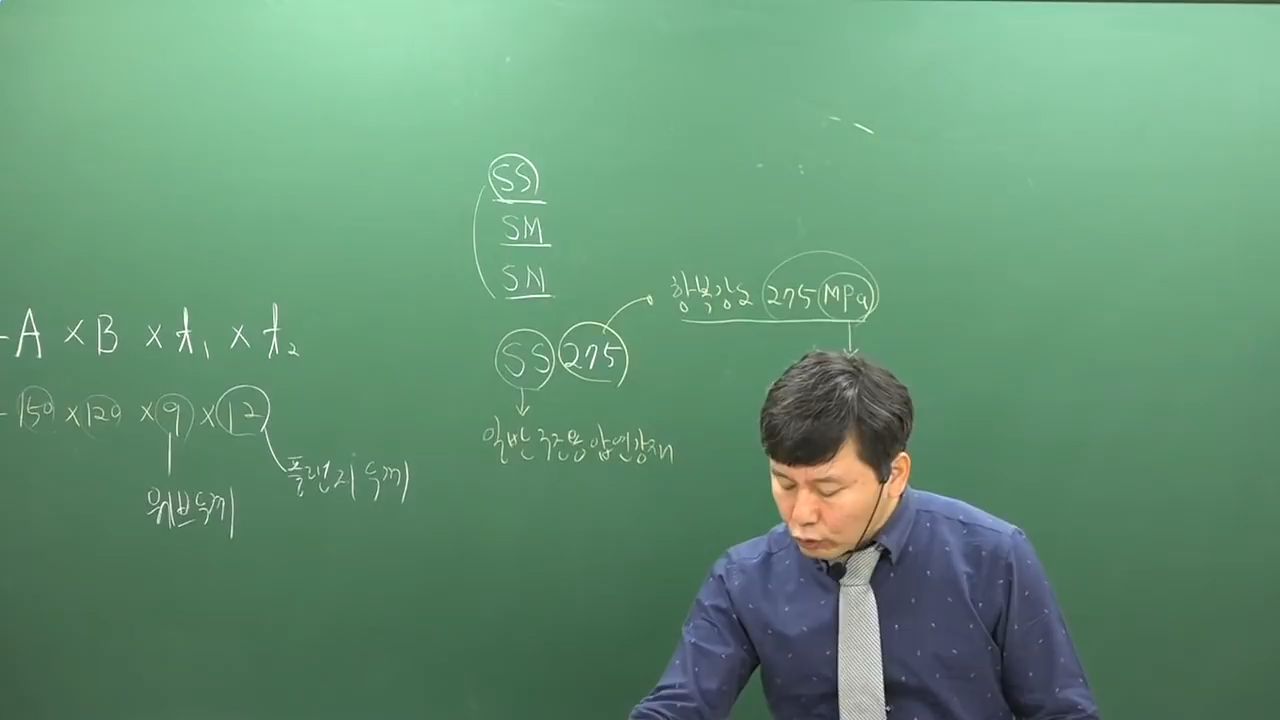 SS
SM
SN
항복강도 275 MPa
- A × B × t₁ × t₂
SS 275
- 150 × 120 × 9 × 12
일반구조용 압연강재
플랜지 두께
웨브두께